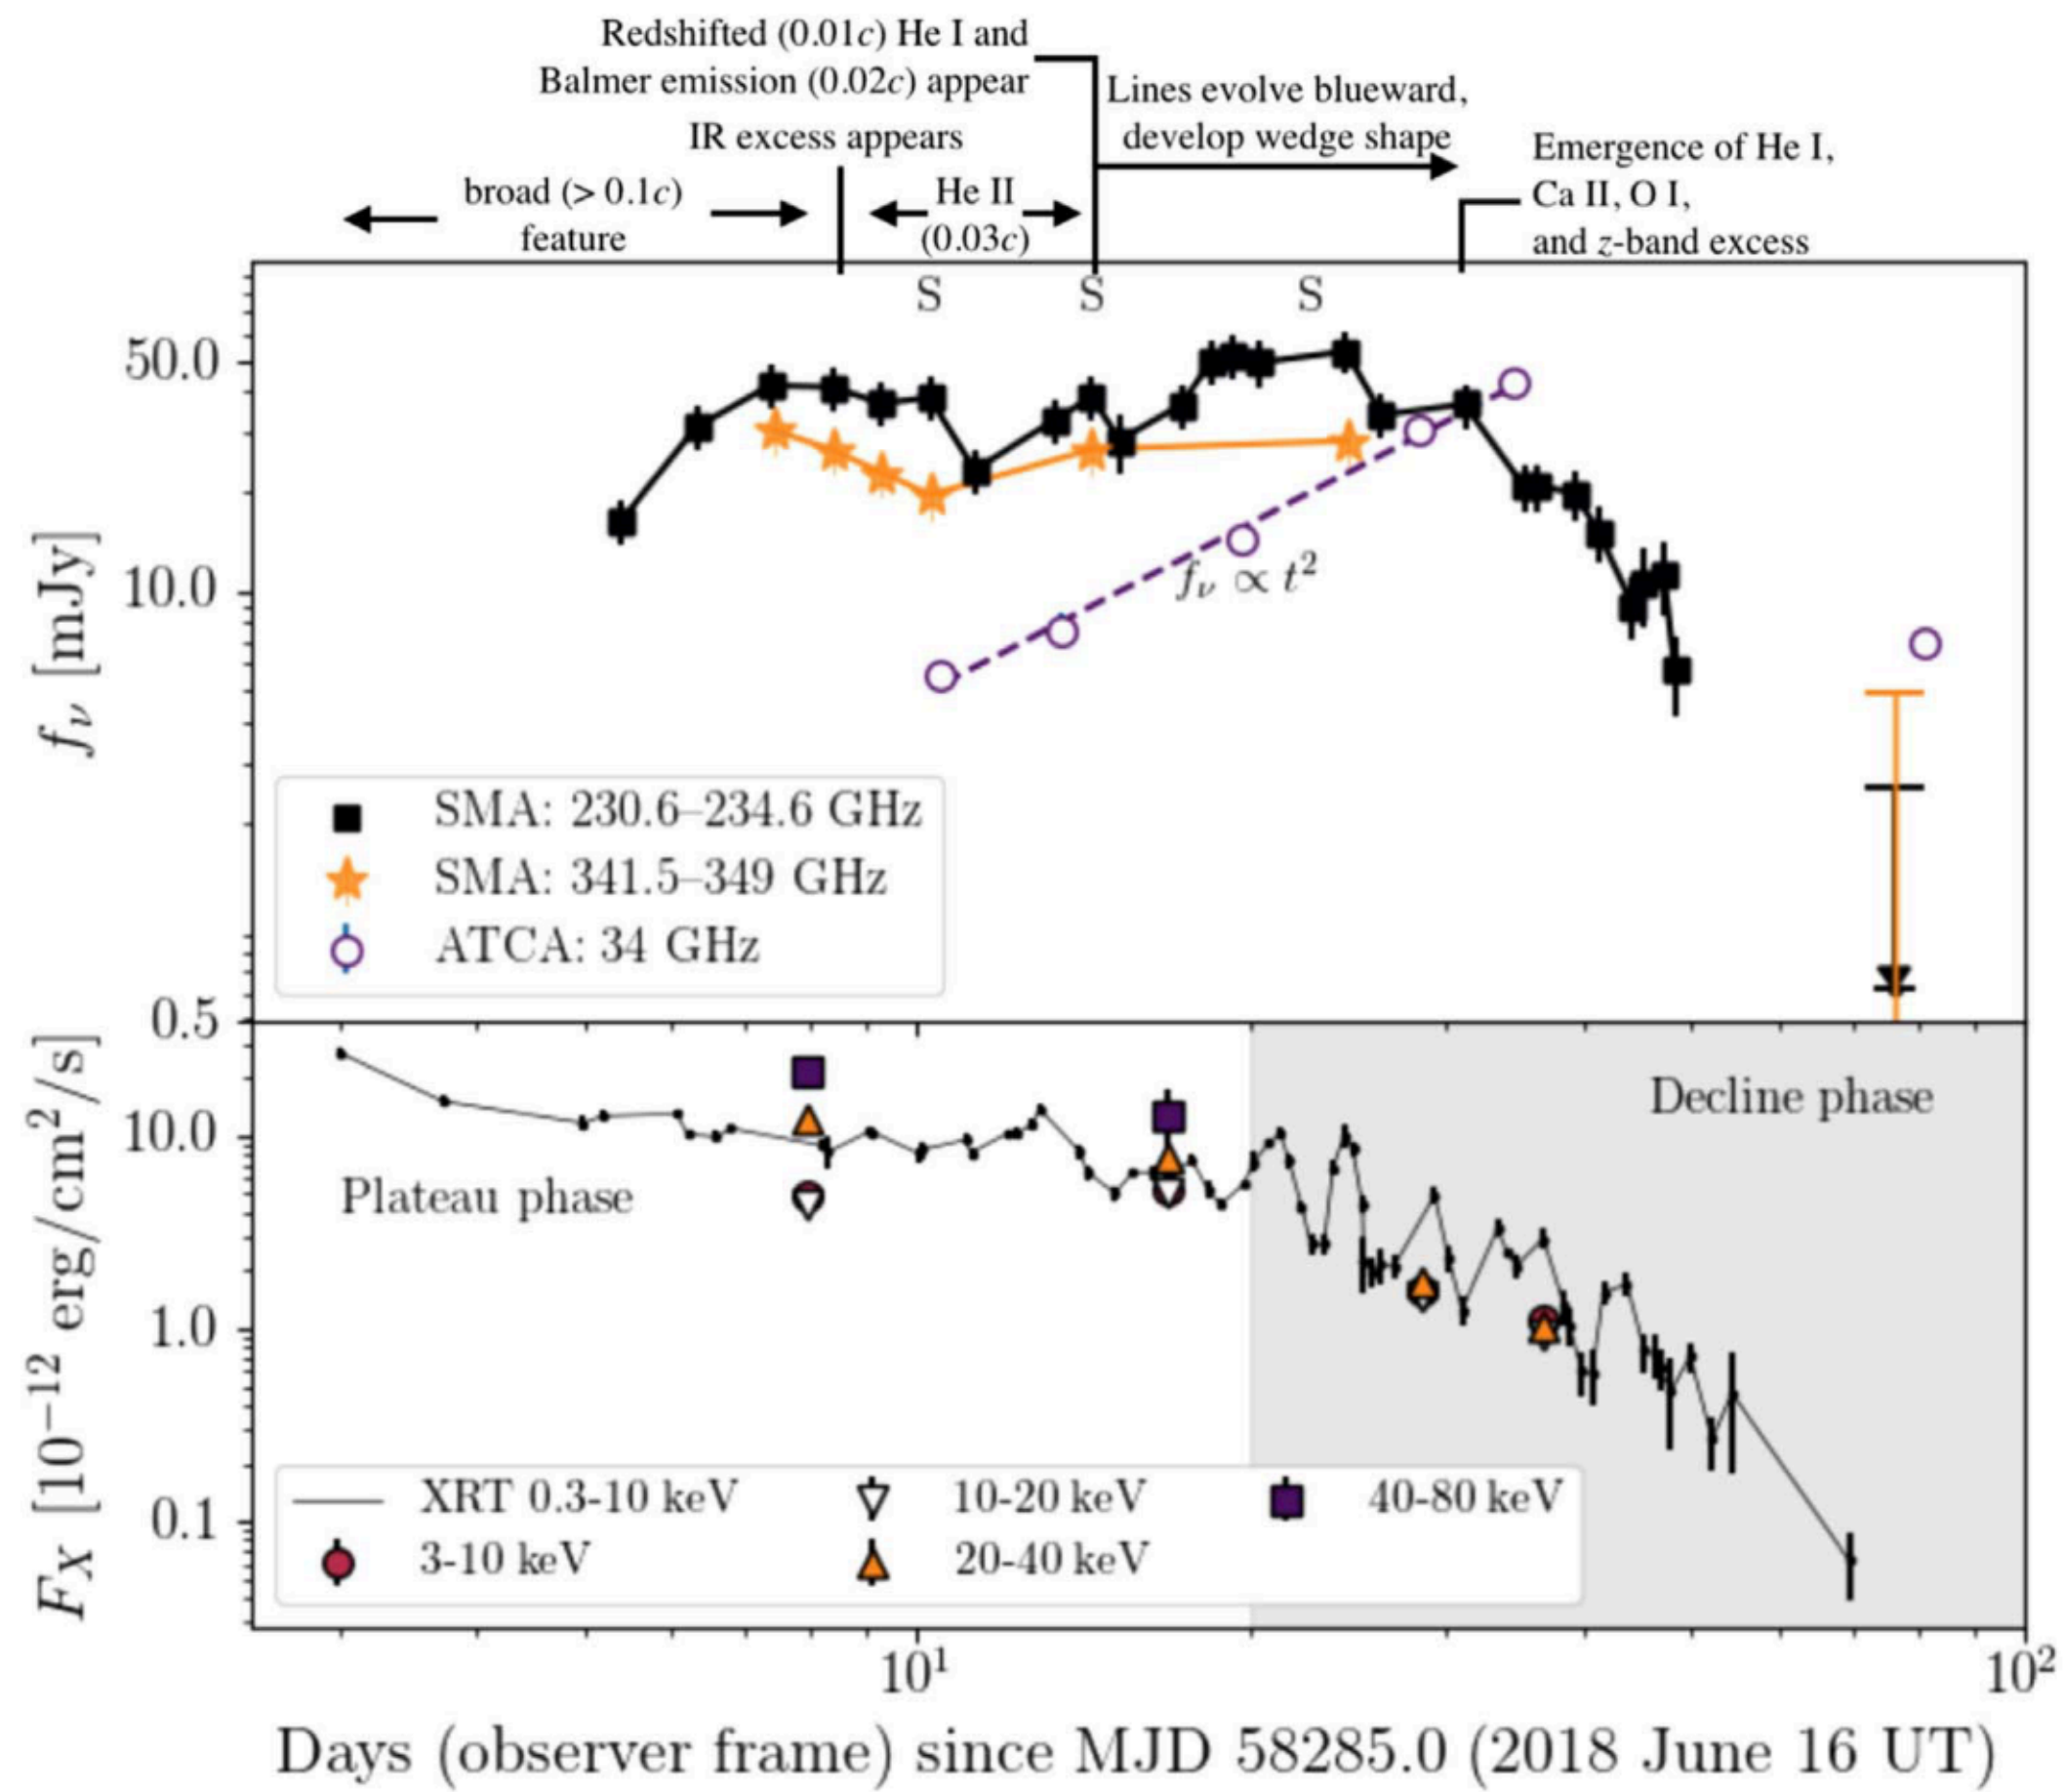 Redshifted (0.01c) He I and
Balmer emission (0.02c) appear
Lines evolve blueward,
develop wedge shape
IR excess appears
Emergence of He I,
Ca II, O I,
and z-band excess
broad (> 0.1c)
feature
He II
(0.03c)
S S S
50.0
10.0
0.5
fν [mJy]
fν ∝ t²
SMA: 230.6–234.6 GHz
SMA: 341.5–349 GHz
ATCA: 34 GHz
Decline phase
Plateau phase
10.0
1.0
0.1
FX [10⁻¹² erg/cm²/s]
XRT 0.3-10 keV
3-10 keV
10-20 keV
20-40 keV
40-80 keV
10¹
10²
Days (observer frame) since MJD 58285.0 (2018 June 16 UT)